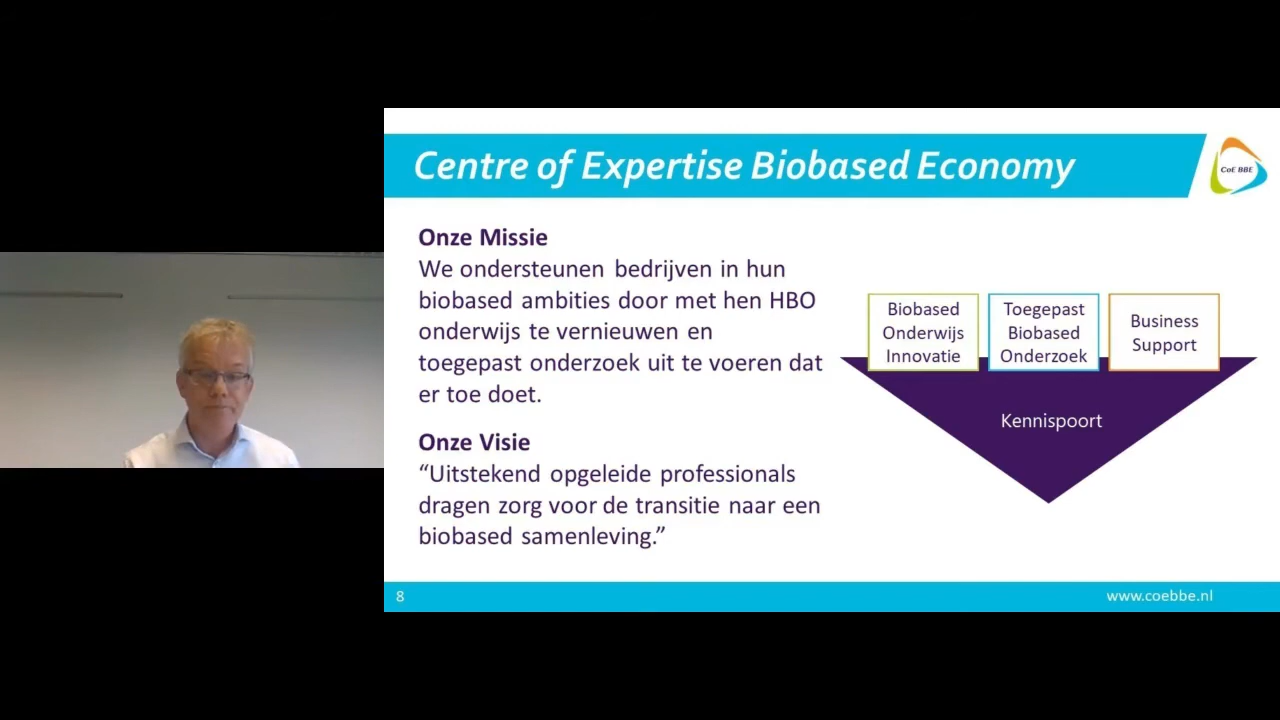 Centre of Expertise Biobased Economy
CoE BBE
Onze Missie
We ondersteunen bedrijven in hun
biobased ambities door met hen HBO
onderwijs te vernieuwen en
toegepast onderzoek uit te voeren dat
er toe doet.
Onze Visie
“Uitstekend opgeleide professionals
dragen zorg voor de transitie naar een
biobased samenleving.”
Biobased
Onderwijs
Innovatie
Toegepast
Biobased
Onderzoek
Business
Support
Kennispoort
8
www.coebbe.nl